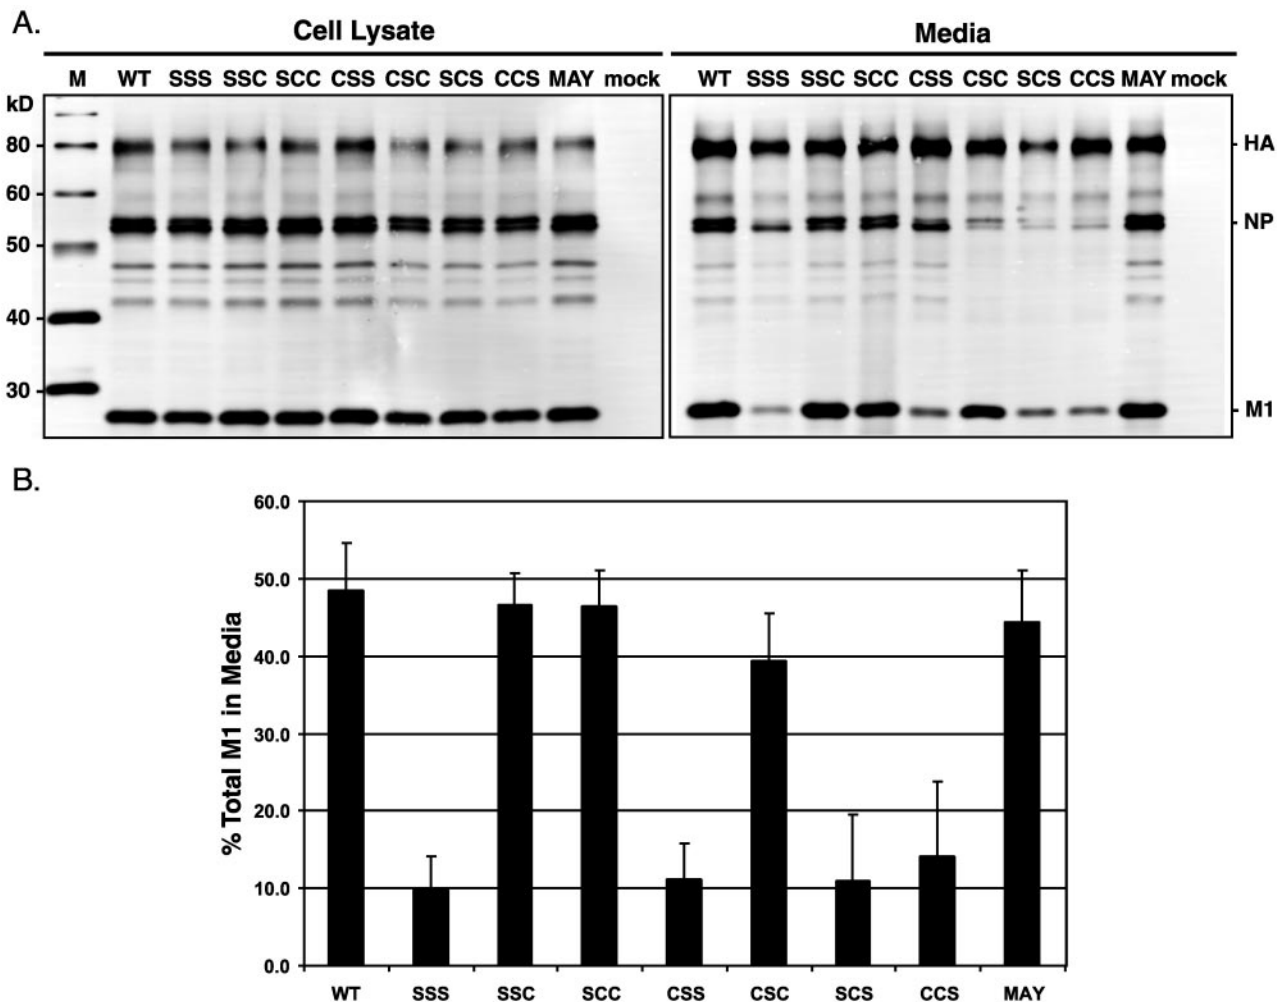 A.
Cell Lysate
Media
M WT SSS SSC SCC CSS CSC SCS CCS MAY mock
WT SSS SSC SCC CSS CSC SCS CCS MAY mock
kD
80
60
50
40
30
HA
NP
M1
B.
% Total M1 in Media
60.0
50.0
40.0
30.0
20.0
10.0
0.0
WT SSS SSC SCC CSS CSC SCS CCS MAY